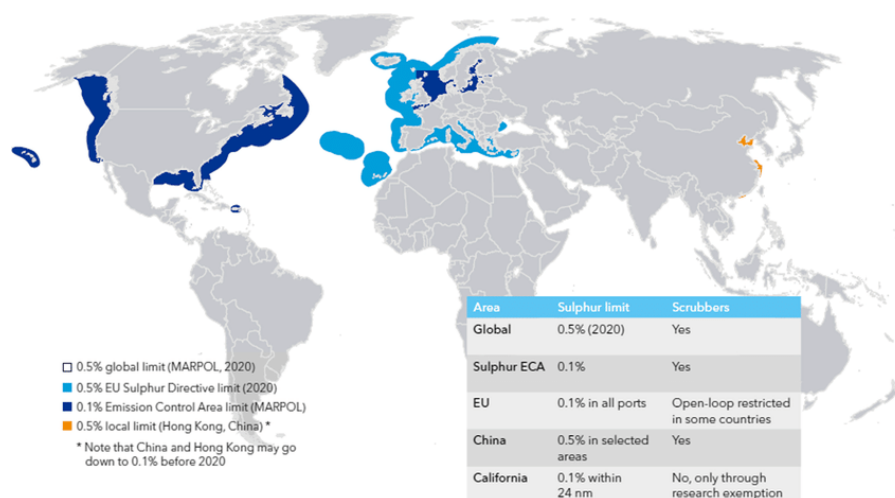 Area Sulphur limit Scrubbers
Global 0.5% (2020) Yes
Sulphur ECA 0.1% Yes
EU 0.1% in all ports Open-loop restricted
in some countries
China 0.5% in selected Yes
areas
California 0.1% within No, only through
24 nm research exemption
0.5% global limit (MARPOL, 2020)
0.5% EU Sulphur Directive limit (2020)
0.1% Emission Control Area limit (MARPOL)
0.5% local limit (Hong Kong, China) *
* Note that China and Hong Kong may go
down to 0.1% before 2020